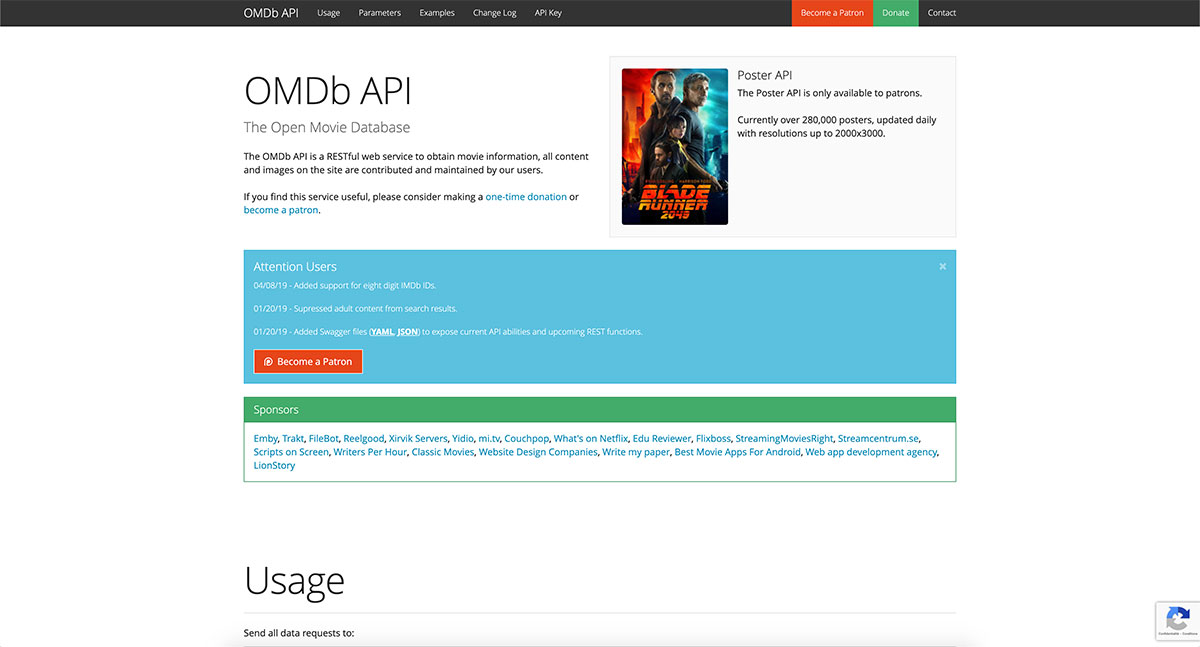 OMDb API Usage Parameters Examples Change Log API Key Become a Patron Donate Contact
OMDb API
The Open Movie Database
The OMDb API is a RESTful web service to obtain movie information, all content
and images on the site are contributed and maintained by our users.
If you find this service useful, please consider making a one-time donation or
become a patron.
BLADE
RUNNER
2049
Poster API
The Poster API is only available to patrons.
Currently over 280,000 posters, updated daily
with resolutions up to 2000x3000.
Attention Users
04/08/19 - Added support for eight digit IMDb IDs.
01/20/19 - Supressed adult content from search results.
01/20/19 - Added Swagger files (YAML, JSON) to expose current API abilities and upcoming REST functions.
Become a Patron
Sponsors
Emby, Trakt, FileBot, Reelgood, Xirvik Servers, Yidio, mi.tv, Couchpop, What's on Netflix, Edu Reviewer, Flixboss, StreamingMoviesRight, Streamcentrum.se,
Scripts on Screen, Writers Per Hour, Classic Movies, Website Design Companies, Write my paper, Best Movie Apps For Android, Web app development agency,
LionStory
Usage
Send all data requests to: